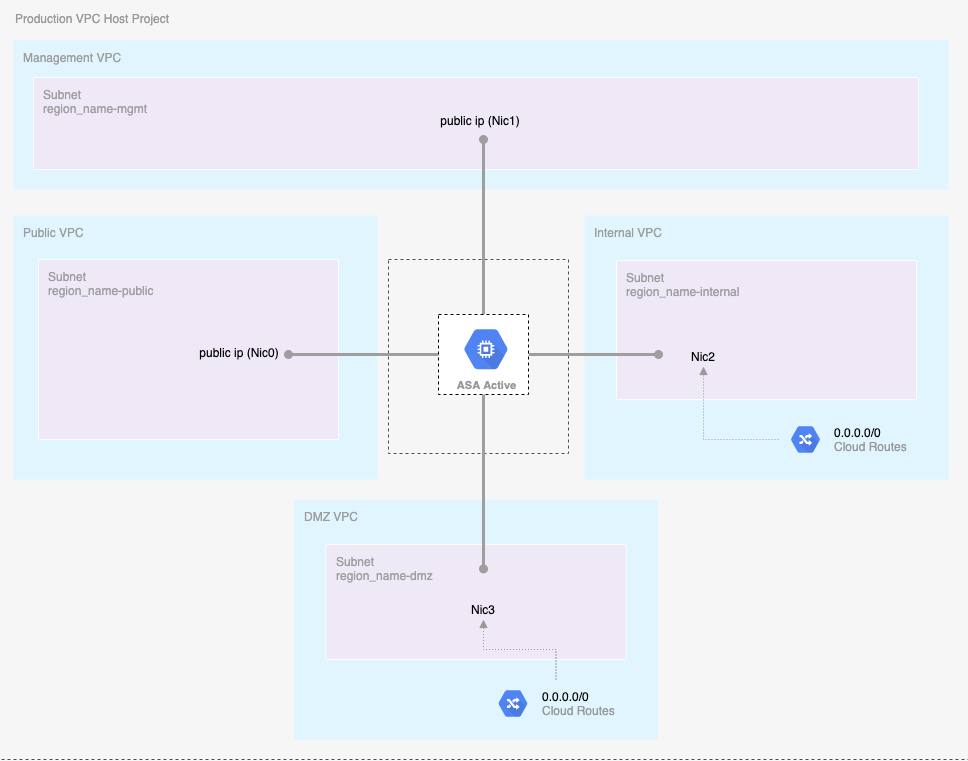 Production VPC Host Project
Management VPC
Subnet
region_name-mgmt
public ip (Nic1)
Public VPC
Subnet
region_name-public
public ip (Nic0)
ASA Active
Internal VPC
Subnet
region_name-internal
Nic2
0.0.0.0/0
Cloud Routes
DMZ VPC
Subnet
region_name-dmz
Nic3
0.0.0.0/0
Cloud Routes